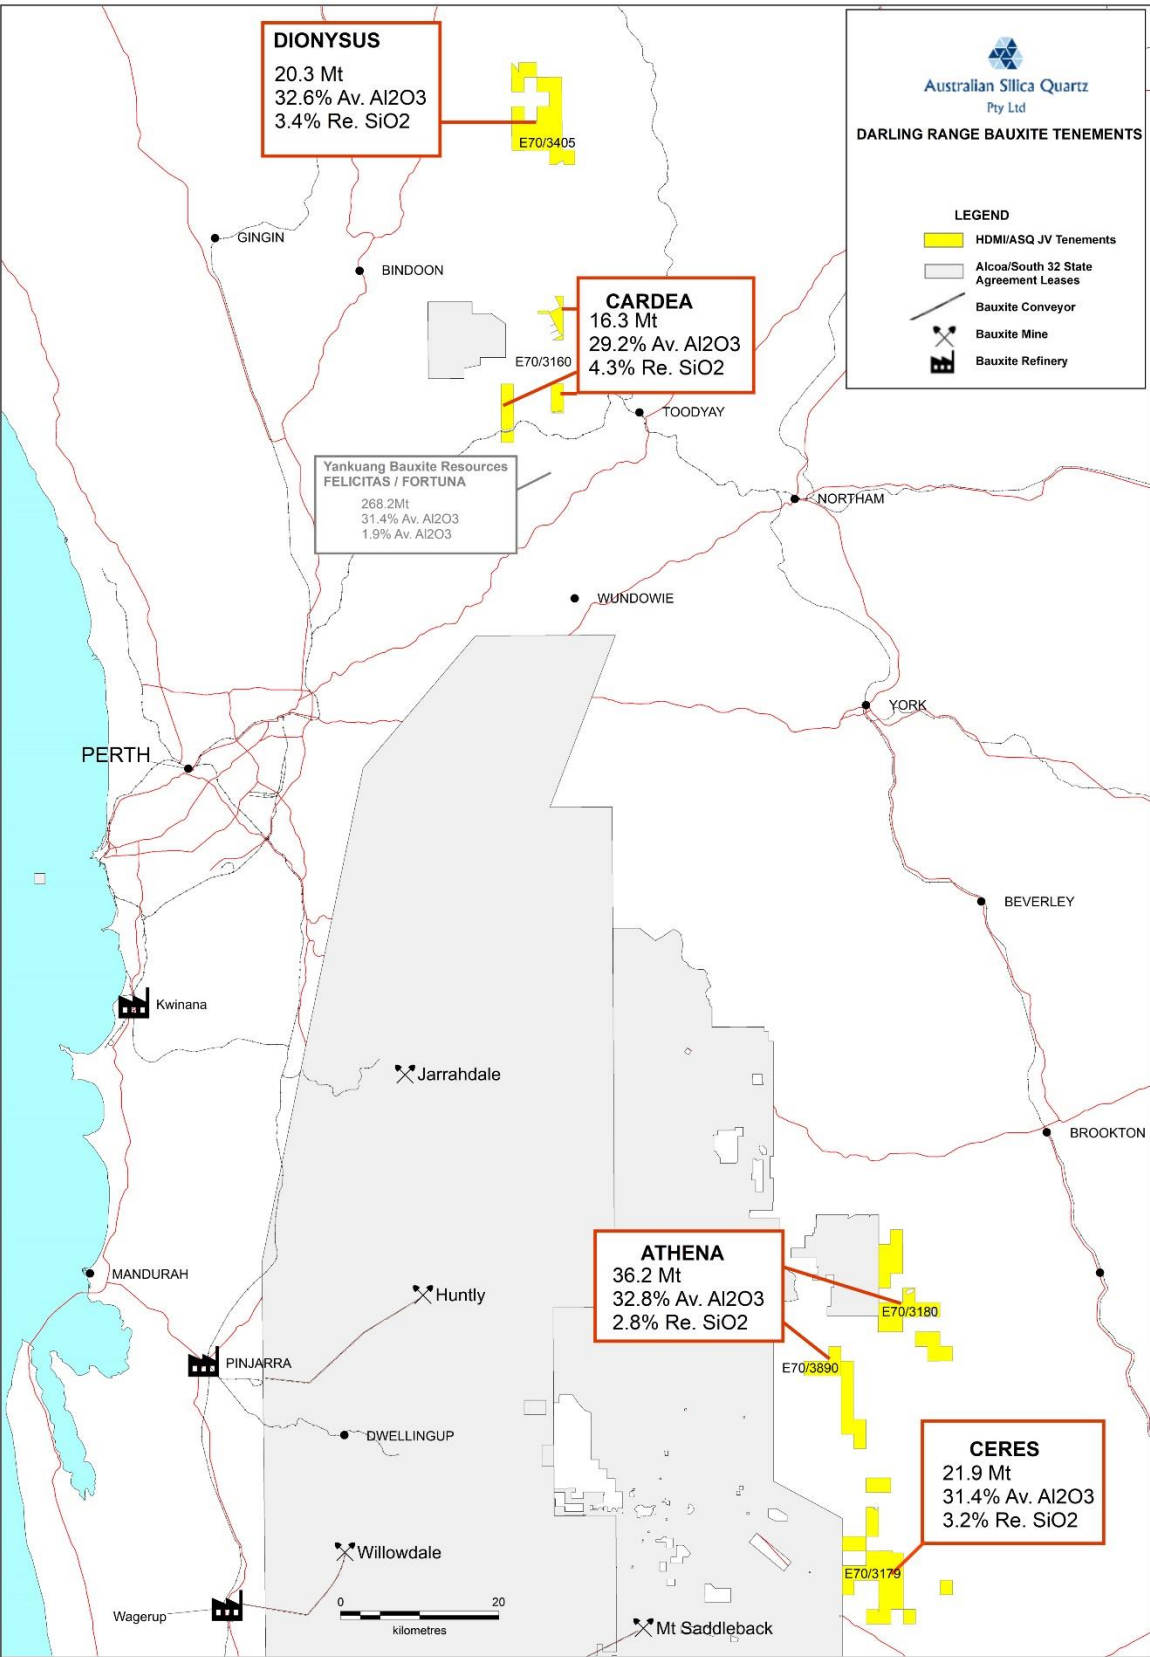 DIONYSUS
20.3 Mt
32.6% Av. Al2O3
3.4% Re. SiO2
E70/3405
Australian Silica Quartz
Pty Ltd
DARLING RANGE BAUXITE TENEMENTS
LEGEND
HDMI/ASQ JV Tenements
Alcoa/South 32 State
Agreement Leases
Bauxite Conveyor
Bauxite Mine
Bauxite Refinery
GINGIN
BINDOON
CARDEA
16.3 Mt
29.2% Av. Al2O3
4.3% Re. SiO2
E70/3160
TOODYAY
Yankuang Bauxite Resources
FELICITAS / FORTUNA
268.2Mt
31.4% Av. Al2O3
1.9% Av. Al2O3
NORTHAM
WUNDOWIE
YORK
PERTH
BEVERLEY
Kwinana
Jarrahdale
BROOKTON
ATHENA
36.2 Mt
32.8% Av. Al2O3
2.8% Re. SiO2
MANDURAH
Huntly
E70/3180
PINJARRA
E70/3890
DWELLINGUP
CERES
21.9 Mt
31.4% Av. Al2O3
3.2% Re. SiO2
Willowdale
E70/3179
Wagerup
0 20
kilometres
Mt Saddleback